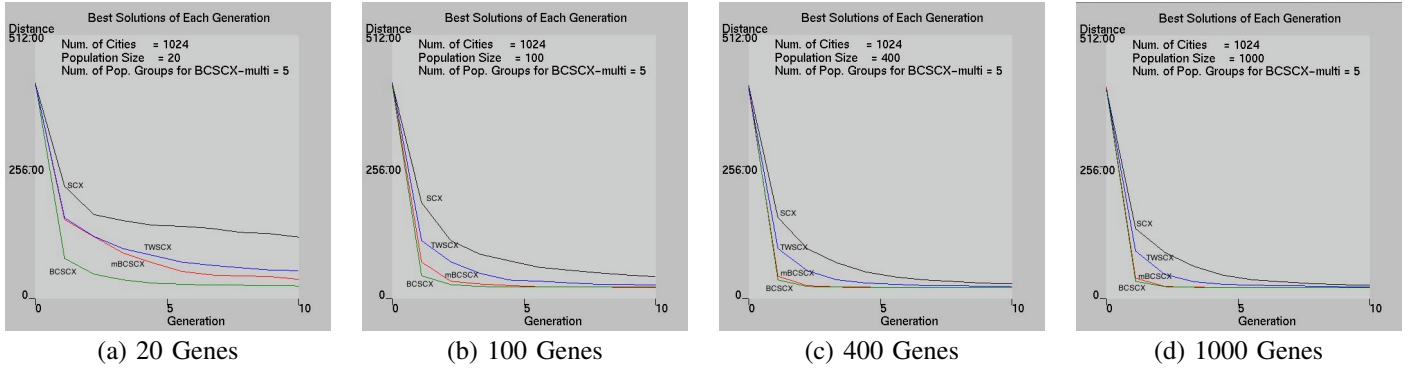 Best Solutions of Each Generation
Distance
512.00
Num. of Cities = 1024
Population Size = 20
Num. of Pop. Groups for BCSCX-multi = 5
256.00
SCX
TWSCX
mBCSCX
BCSCX
0
0 5 10
Generation
(a) 20 Genes
Best Solutions of Each Generation
Distance
512.00
Num. of Cities = 1024
Population Size = 100
Num. of Pop. Groups for BCSCX-multi = 5
256.00
SCX
TWSCX
mBCSCX
BCSCX
0
0 5 10
Generation
(b) 100 Genes
Best Solutions of Each Generation
Distance
512.00
Num. of Cities = 1024
Population Size = 400
Num. of Pop. Groups for BCSCX-multi = 5
256.00
SCX
TWSCX
mBCSCX
BCSCX
0
0 5 10
Generation
(c) 400 Genes
Best Solutions of Each Generation
Distance
512.00
Num. of Cities = 1024
Population Size = 1000
Num. of Pop. Groups for BCSCX-multi = 5
256.00
SCX
TWSCX
mBCSCX
BCSCX
0
0 5 10
Generation
(d) 1000 Genes